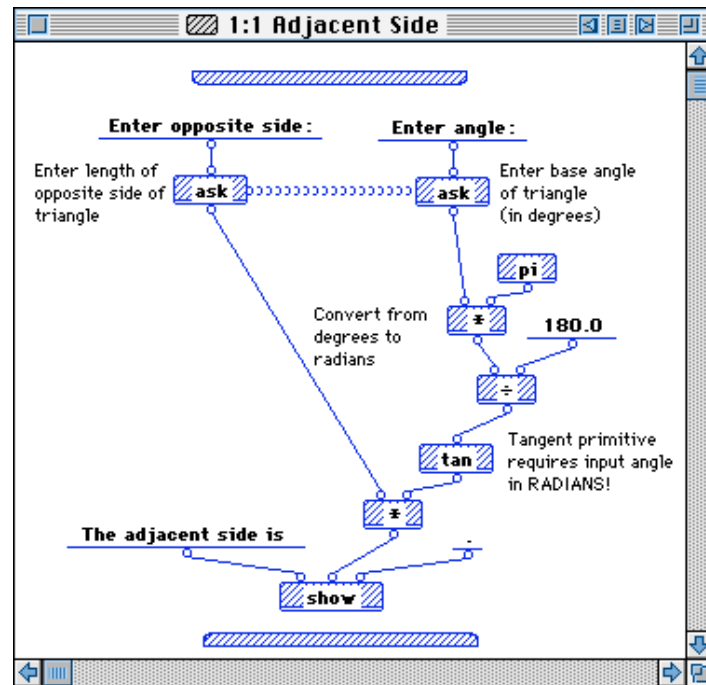 1:1 Adjacent Side
Enter opposite side:
Enter angle:
Enter length of
opposite side of
triangle
ask
ask
Enter base angle
of triangle
(in degrees)
pi
Convert from
degrees to
radians
*
180.0
÷
tan
Tangent primitive
requires input angle
in RADIANS!
*
The adjacent side is
.
show